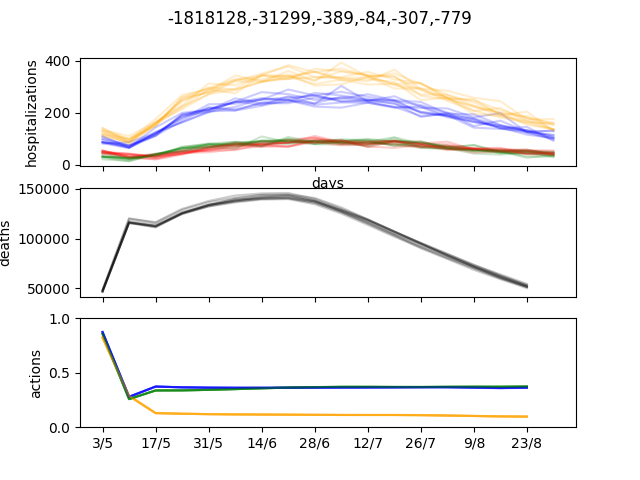 -1818128,-31299,-389,-84,-307,-779
400
200
0
hospitalizations
days
150000
100000
50000
deaths
1.0
0.5
0.0
actions
3/5 17/5 31/5 14/6 28/6 12/7 26/7 9/8 23/8